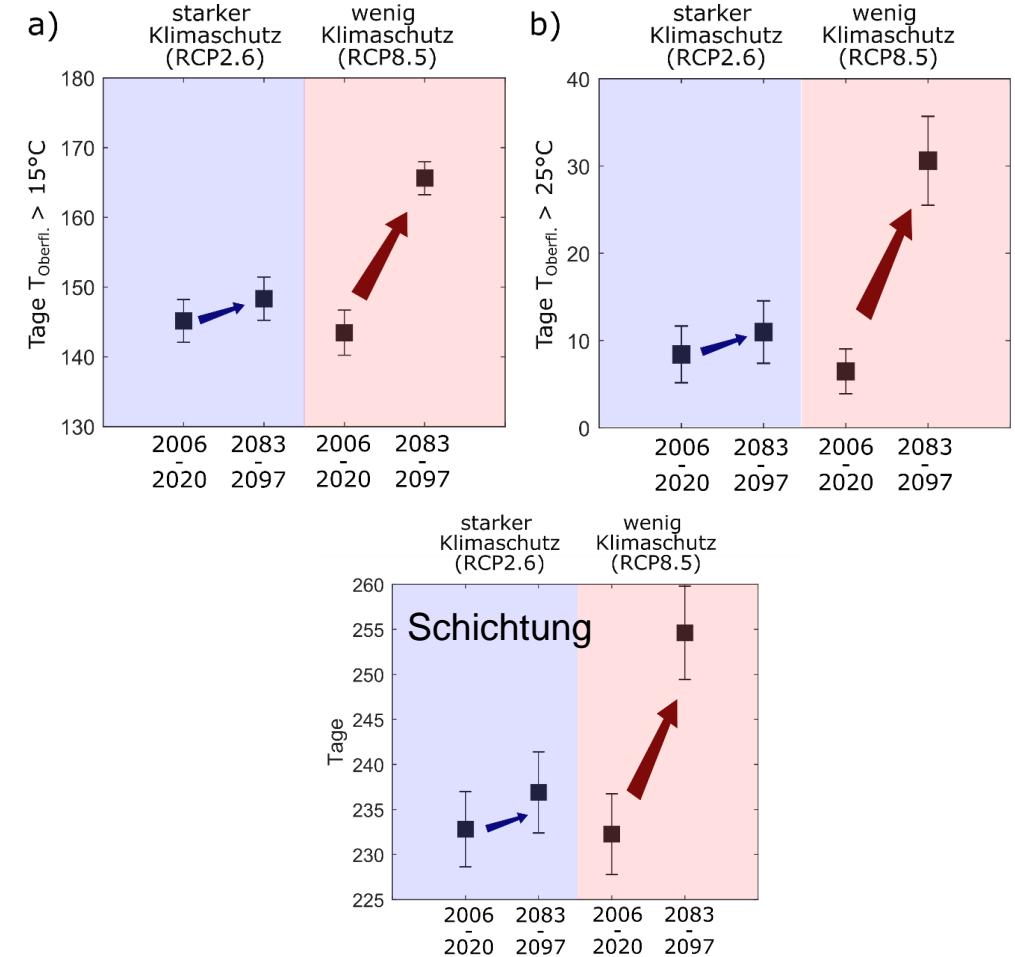 a)
starker
Klimaschutz
(RCP2.6)
wenig
Klimaschutz
(RCP8.5)
Tage T Oberfl. > 15°C
180
170
160
150
140
130
2006
-
2020
2083
-
2097
2006
-
2020
2083
-
2097
b)
starker
Klimaschutz
(RCP2.6)
wenig
Klimaschutz
(RCP8.5)
Tage T Oberfl. > 25°C
40
30
20
10
0
2006
-
2020
2083
-
2097
2006
-
2020
2083
-
2097
starker
Klimaschutz
(RCP2.6)
wenig
Klimaschutz
(RCP8.5)
Schichtung
Tage
260
255
250
245
240
235
230
225
2006
-
2020
2083
-
2097
2006
-
2020
2083
-
2097